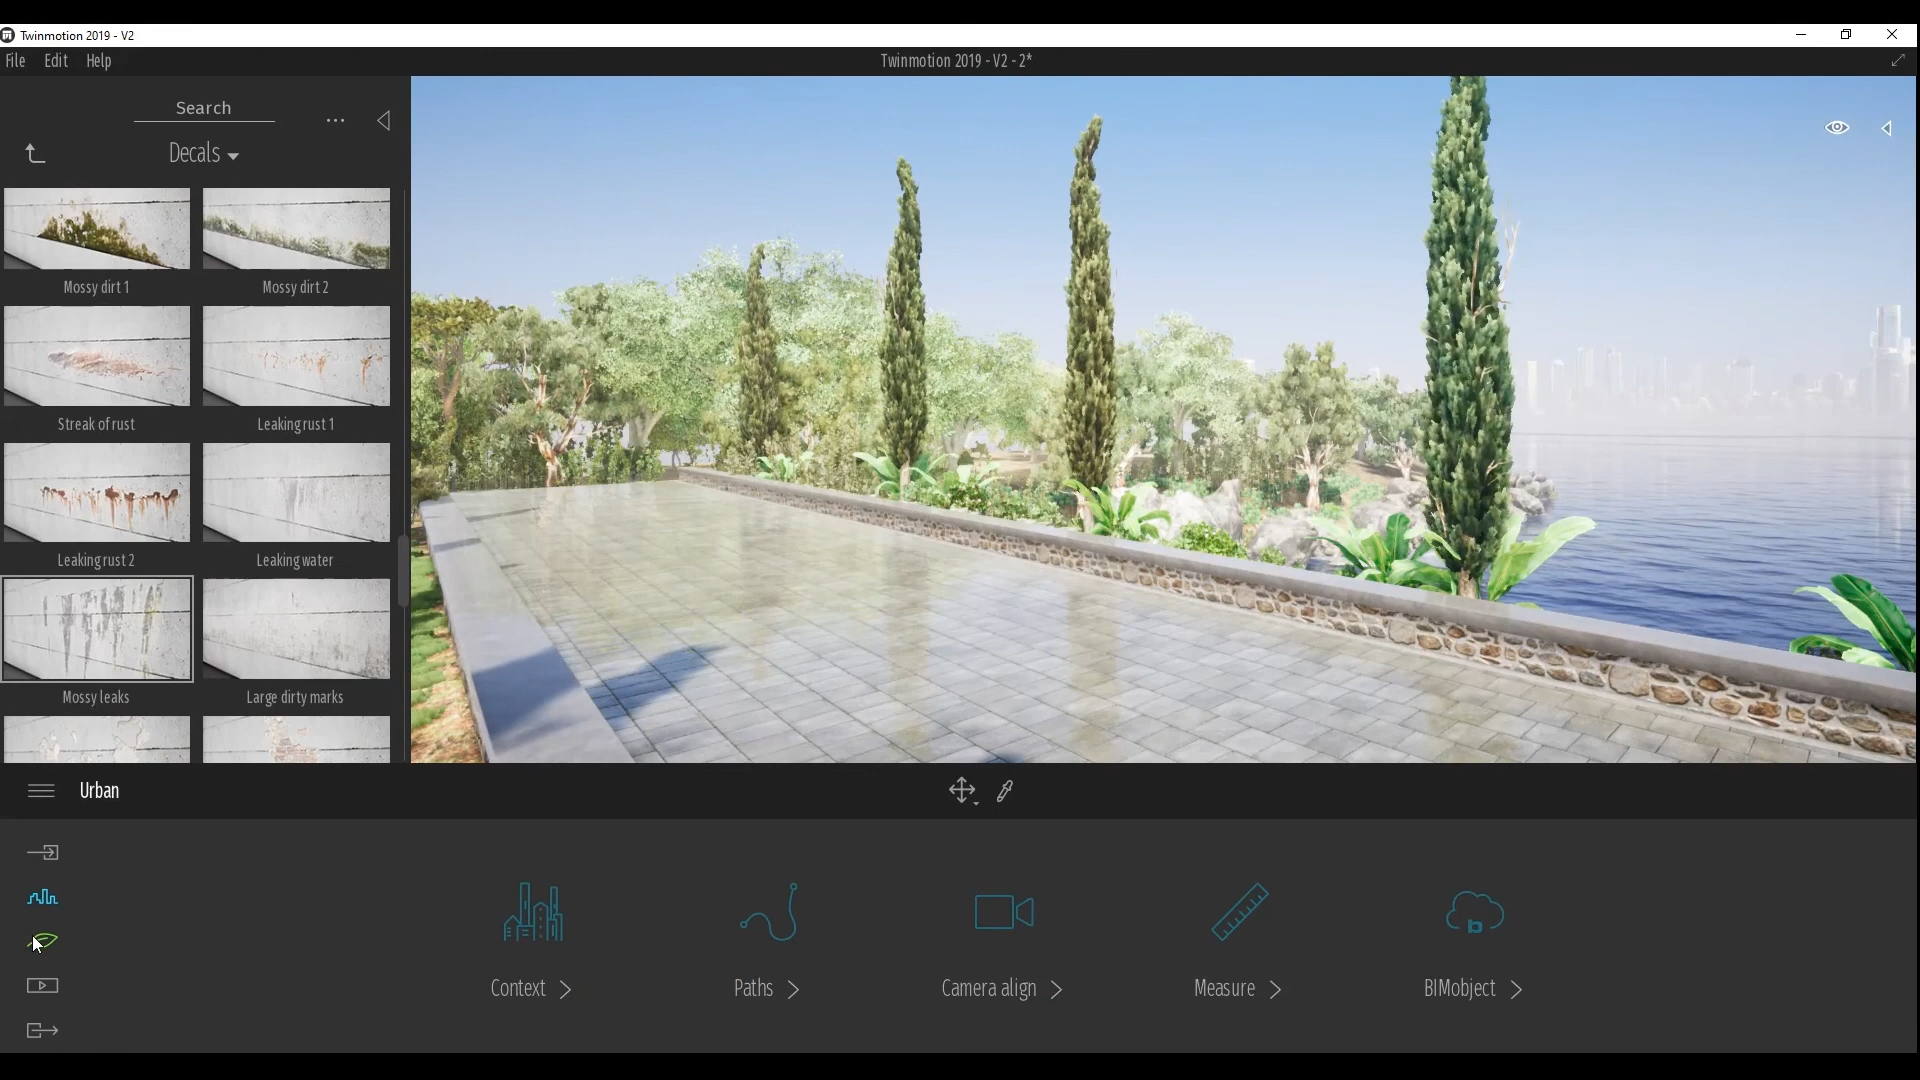 Twinmotion 2019 - V2
File Edit Help
Twinmotion 2019 - V2 - 2*
Search
Decals
Mossy dirt 1
Mossy dirt 2
Streak of rust
Leaking rust 1
Leaking rust 2
Leaking water
Mossy leaks
Large dirty marks
Urban
Context
Paths
Camera align
Measure
BIMobject